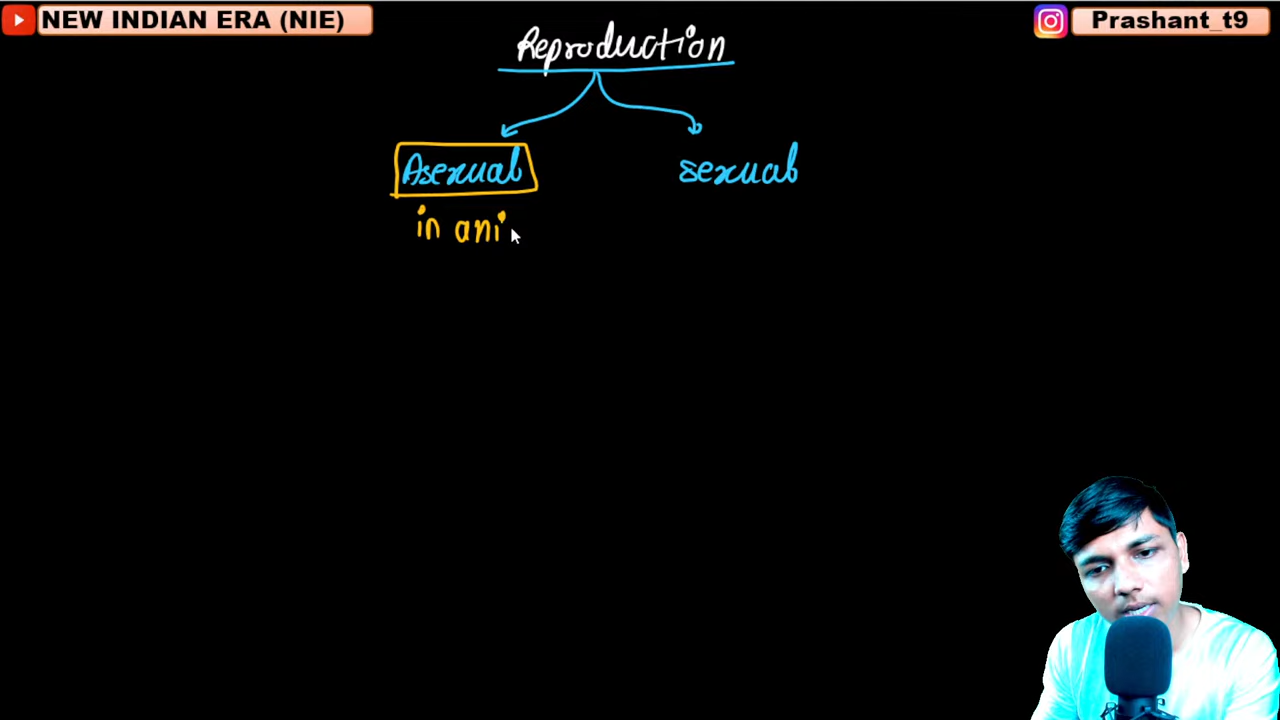 NEW INDIAN ERA (NIE)
Prashant_t9
Reproduction
Asexual
sexual
in ani